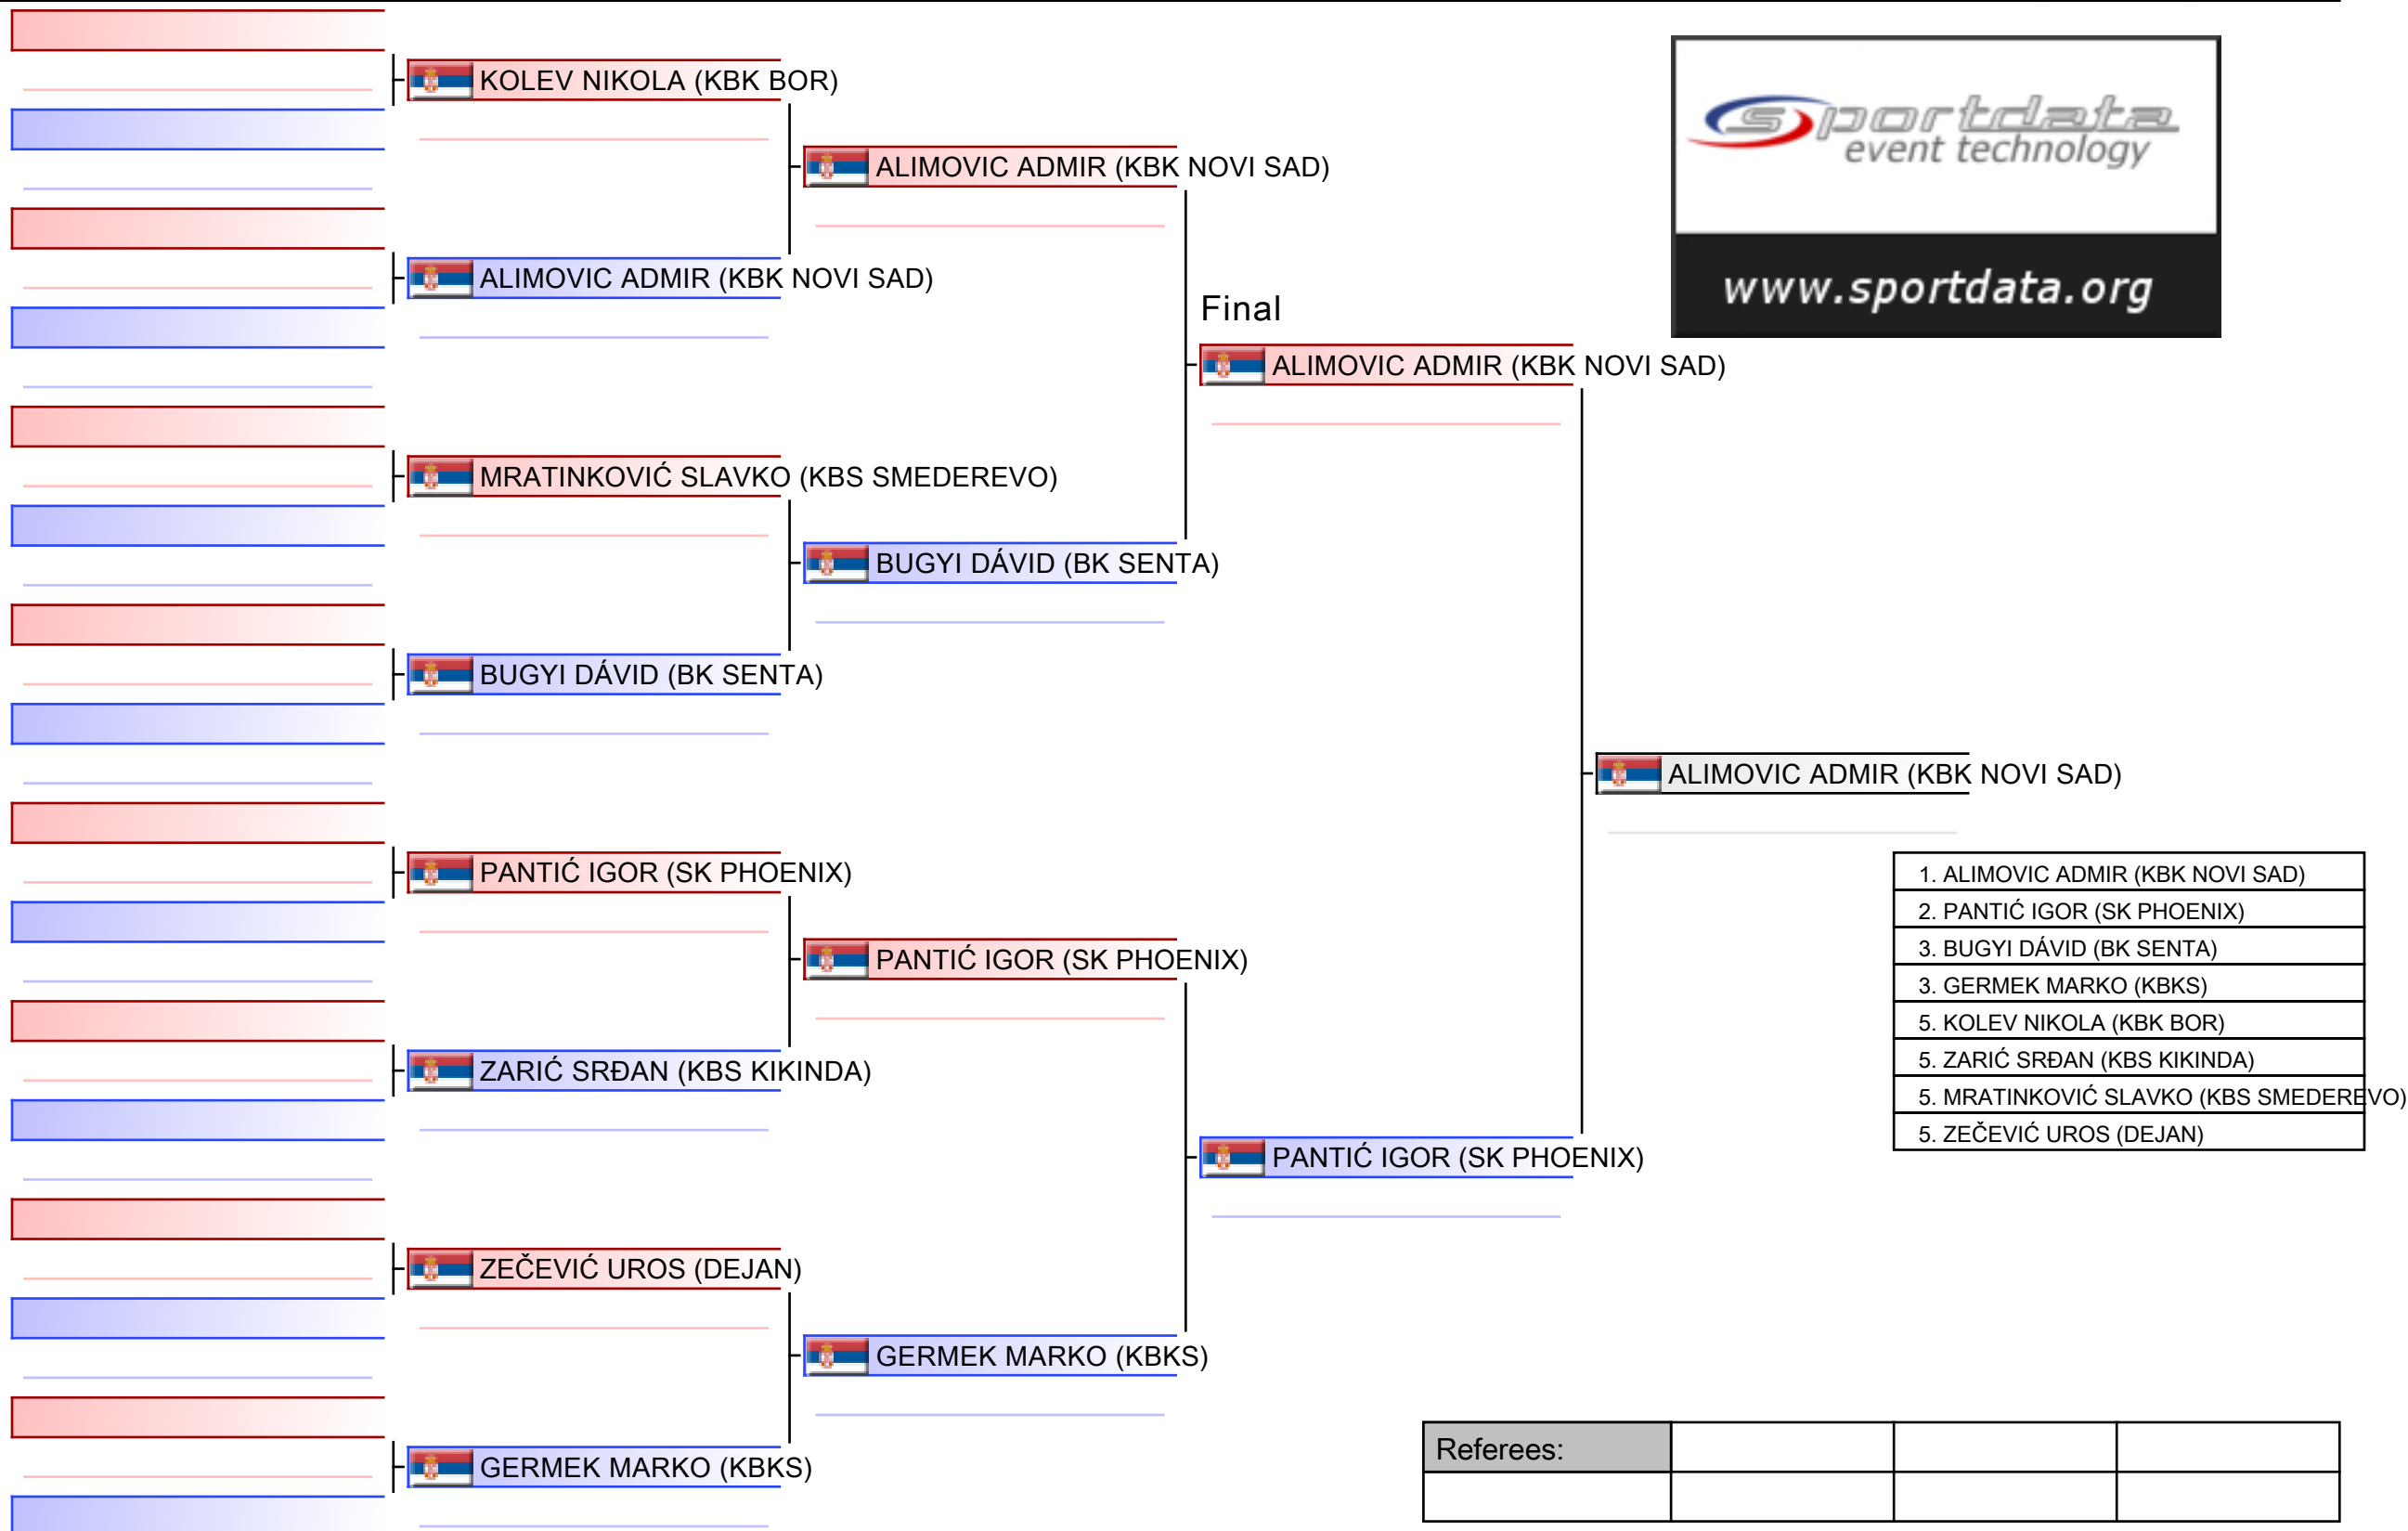 KOLEV NIKOLA (KBK BOR)
ALIMOVIC ADMIR (KBK NOVI SAD)
MRATINKOVIĆ SLAVKO (KBS SMEDEREVO)
BUGYI DÁVID (BK SENTA)
PANTIĆ IGOR (SK PHOENIX)
ZARIĆ SRĐAN (KBS KIKINDA)
ZEČEVIĆ UROS (DEJAN)
GERMEK MARKO (KBKS)
ALIMOVIC ADMIR (KBK NOVI SAD)
BUGYI DÁVID (BK SENTA)
PANTIĆ IGOR (SK PHOENIX)
GERMEK MARKO (KBKS)
Final
ALIMOVIC ADMIR (KBK NOVI SAD)
PANTIĆ IGOR (SK PHOENIX)
ALIMOVIC ADMIR (KBK NOVI SAD)
sportdata
event technology
www.sportdata.org
1. ALIMOVIC ADMIR (KBK NOVI SAD)
2. PANTIĆ IGOR (SK PHOENIX)
3. BUGYI DÁVID (BK SENTA)
3. GERMEK MARKO (KBKS)
5. KOLEV NIKOLA (KBK BOR)
5. ZARIĆ SRĐAN (KBS KIKINDA)
5. MRATINKOVIĆ SLAVKO (KBS SMEDEREVO)
5. ZEČEVIĆ UROS (DEJAN)
Referees: